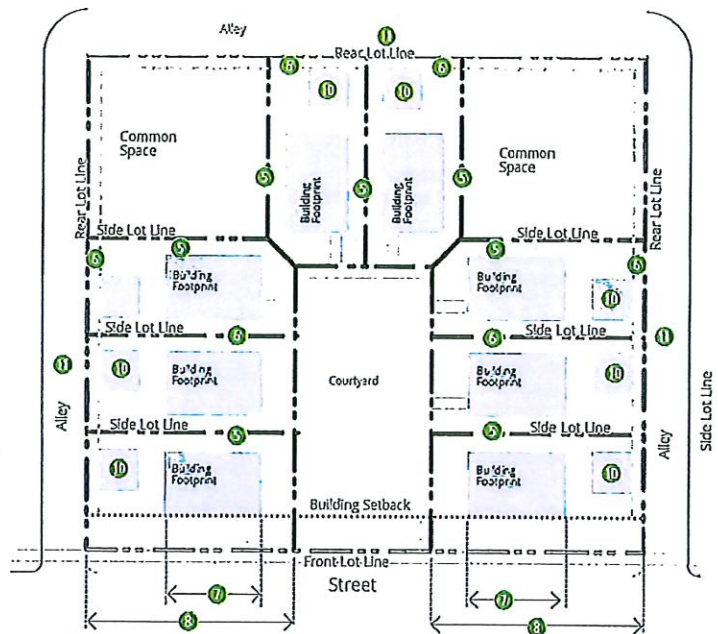 Alley
11
Rear Lot Line
6
6
10
10
Common
Space
Common
Space
5
5
5
Building
Footprint
Building
Footprint
Rear Lot Line
Rear Lot Line
Side Lot Line
Side Lot Line
5
5
6
6
Building
Footprint
Building
Footprint
10
6
6
Side Lot Line
Side Lot Line
11
11
10
Building
Footprint
Courtyard
Building
Footprint
10
Alley
Alley
Side Lot Line
Side Lot Line
5
5
Side Lot Line
10
Building
Footprint
Building
Footprint
10
Building Setback
Front Lot Line
Street
7
7
8
8